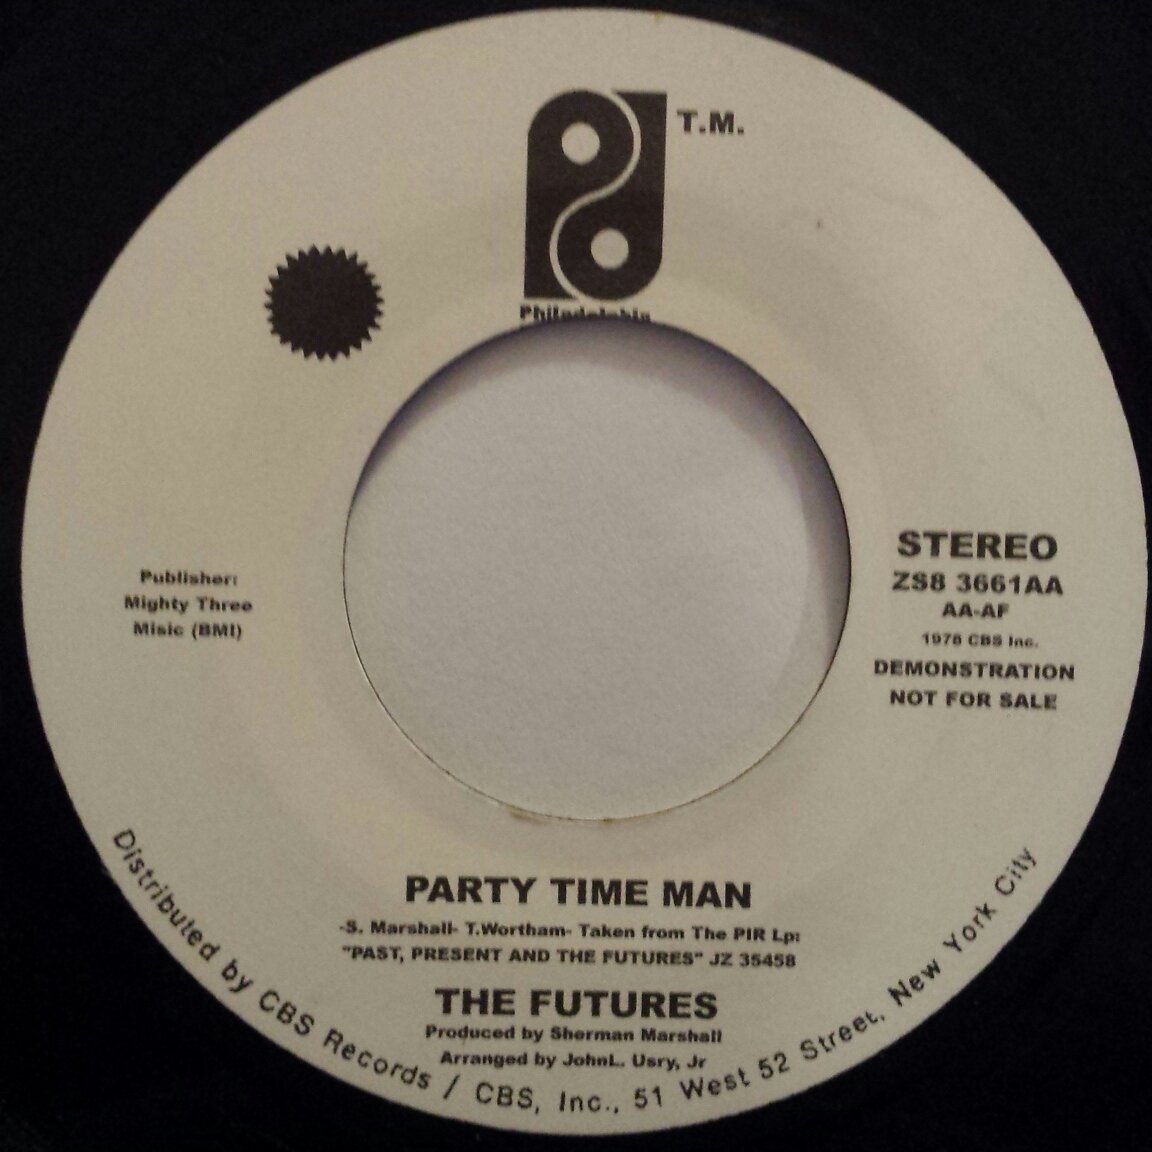 T.M.
Philadelphia
Publisher:
Mighty Three
Misic (BMI)
STEREO
ZS8 3661AA
AA-AF
1978 CBS Inc.
DEMONSTRATION
NOT FOR SALE
PARTY TIME MAN
-S. Marshall- T.Wortham- Taken from The PIR Lp:
"PAST, PRESENT AND THE FUTURES" JZ 35458
THE FUTURES
Produced by Sherman Marshall
Arranged by JohnL. Usry, Jr
Distributed by CBS Records / CBS, Inc., 51 West 52 Street, New York City